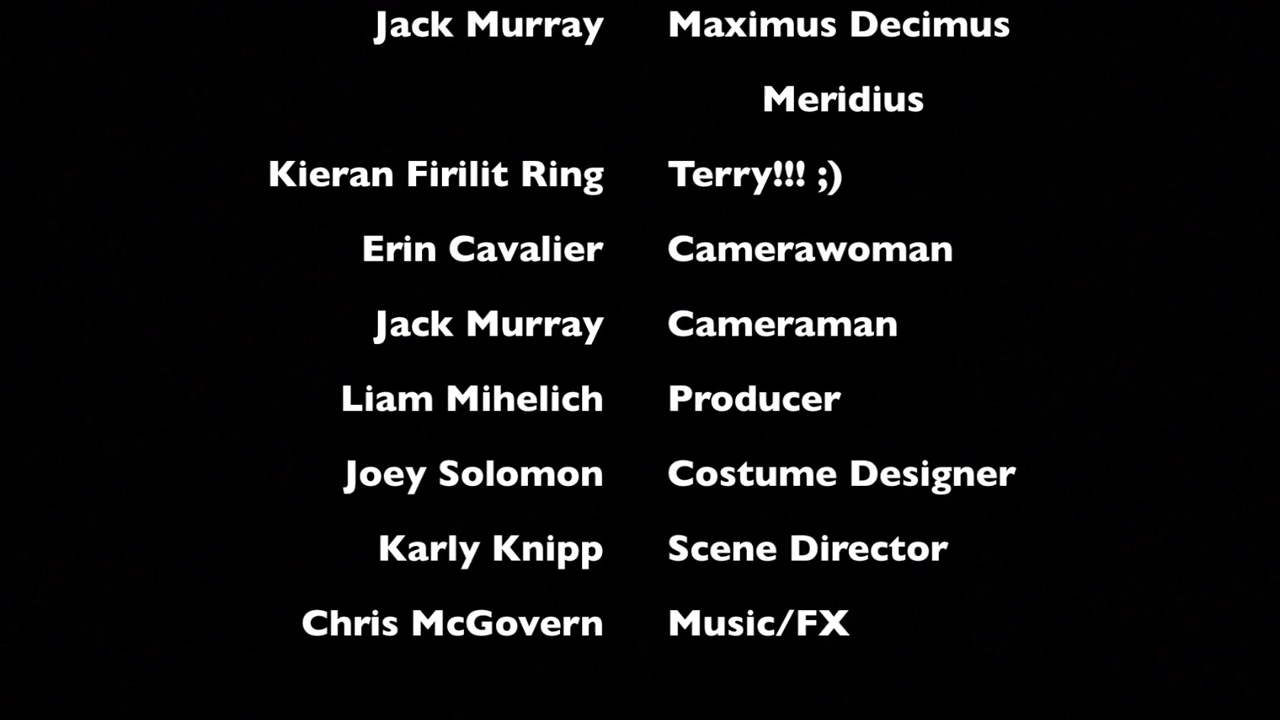 Jack Murray Maximus Decimus
Meridius
Kieran Firilit Ring Terry!!! ;)
Erin Cavalier Camerawoman
Jack Murray Cameraman
Liam Mihelich Producer
Joey Solomon Costume Designer
Karly Knipp Scene Director
Chris McGovern Music/FX